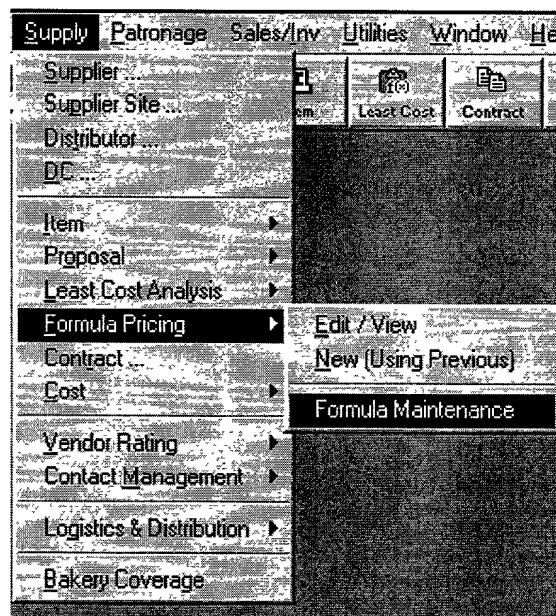 Supply Patronage Sales/Inv Utilities Window He
Supplier ...
Supplier Site ...
Distributor ...
DC ...
em Least Cost Contract
Item
Proposal
Least Cost Analysis
Formula Pricing
Contract ...
Cost
Edit / View
New (Using Previous)
Formula Maintenance
Vendor Rating
Contact Management
Logistics & Distribution
Bakery Coverage